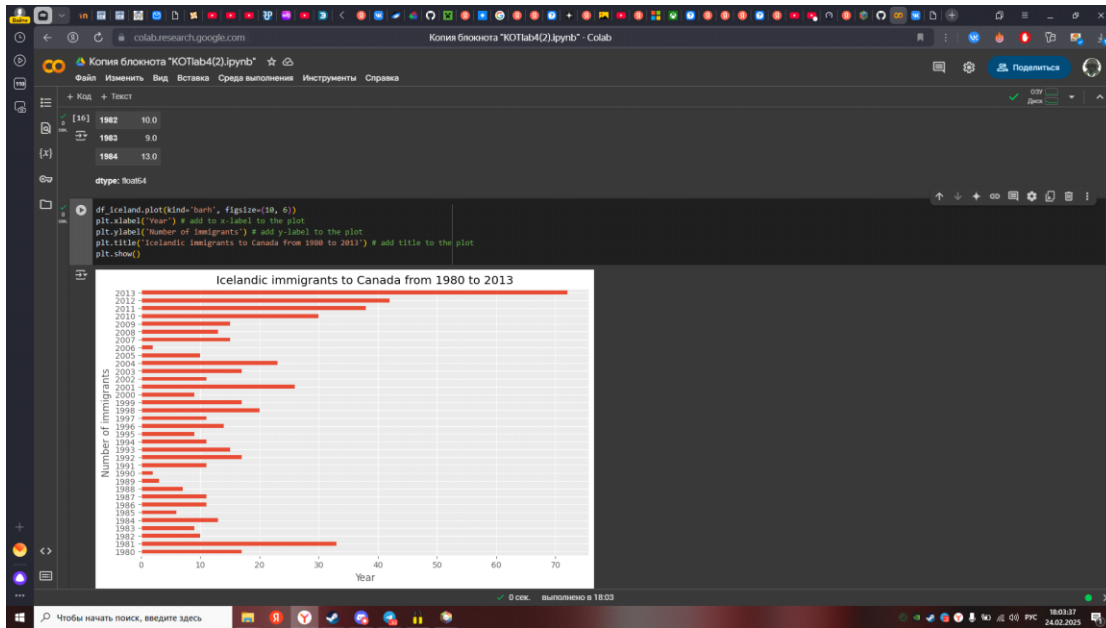 Войти
colab.research.google.com
Копия блокнота "KOTlab4(2).ipynb" - Colab
110
Копия блокнота "KOTlab4(2).ipynb"
Файл Изменить Вид Вставка Среда выполнения Инструменты Справка
Поделиться
+ Код + Текст
ОЗУ
Диск
0
сек.
[16]
1982 10.0
1983 9.0
1984 13.0
dtype: float64
0
сек.
df_iceland.plot(kind='barh', figsize=(10, 6))
plt.xlabel('Year') # add to x-label to the plot
plt.ylabel('Number of immigrants') # add y-label to the plot
plt.title('Icelandic immigrants to Canada from 1980 to 2013') # add title to the plot
plt.show()
Icelandic immigrants to Canada from 1980 to 2013
2013
2012
2011
2010
2009
2008
2007
2006
2005
2004
2003
2002
2001
2000
1999
1998
1997
1996
1995
1994
1993
1992
1991
1990
1989
1988
1987
1986
1985
1984
1983
1982
1981
1980
Number of immigrants
0 10 20 30 40 50 60 70
Year
0 сек. выполнено в 18:03
Чтобы начать поиск, введите здесь
РУС
18:03:37
24.02.2025